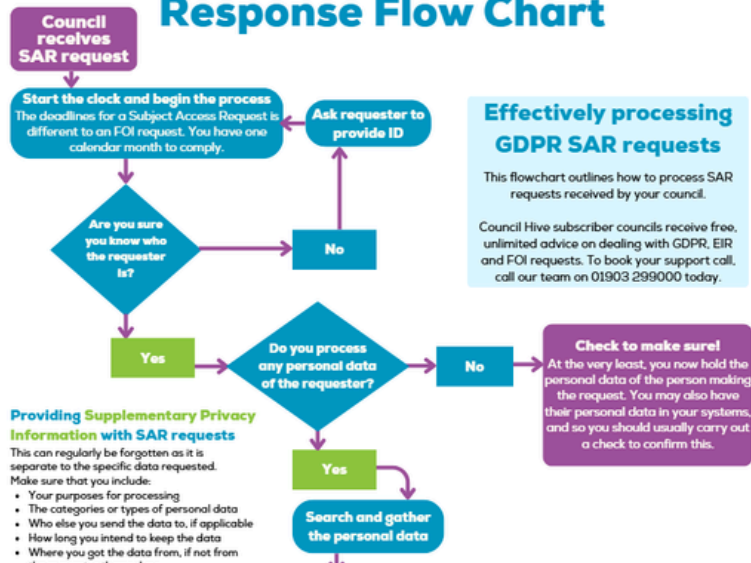 Response Flow Chart
Council
receives
SAR request
Start the clock and begin the process
The deadlines for a Subject Access Request is
different to an FOI request. You have one
calendar month to comply.
Ask requester to
provide ID
Effectively processing
GDPR SAR requests
This flowchart outlines how to process SAR
requests received by your council.
Council Hive subscriber councils receive free,
unlimited advice on dealing with GDPR, EIR
and FOI requests. To book your support call,
call our team on 01903 299000 today.
Are you sure
you know who
the requester
is?
No
Yes
Do you process
any personal data
of the requester?
No
Check to make sure!
At the very least, you now hold the
personal data of the person making
the request. You may also have
their personal data in your systems,
and so you should usually carry out
a check to confirm this.
Yes
Search and gather
the personal data
Providing Supplementary Privacy
Information with SAR requests
This can regularly be forgotten as it is
separate to the specific data requested.
Make sure that you include:
• Your purposes for processing
• The categories or types of personal data
• Who else you send the data to, if applicable
• How long you intend to keep the data
• Where you got the data from, if not from